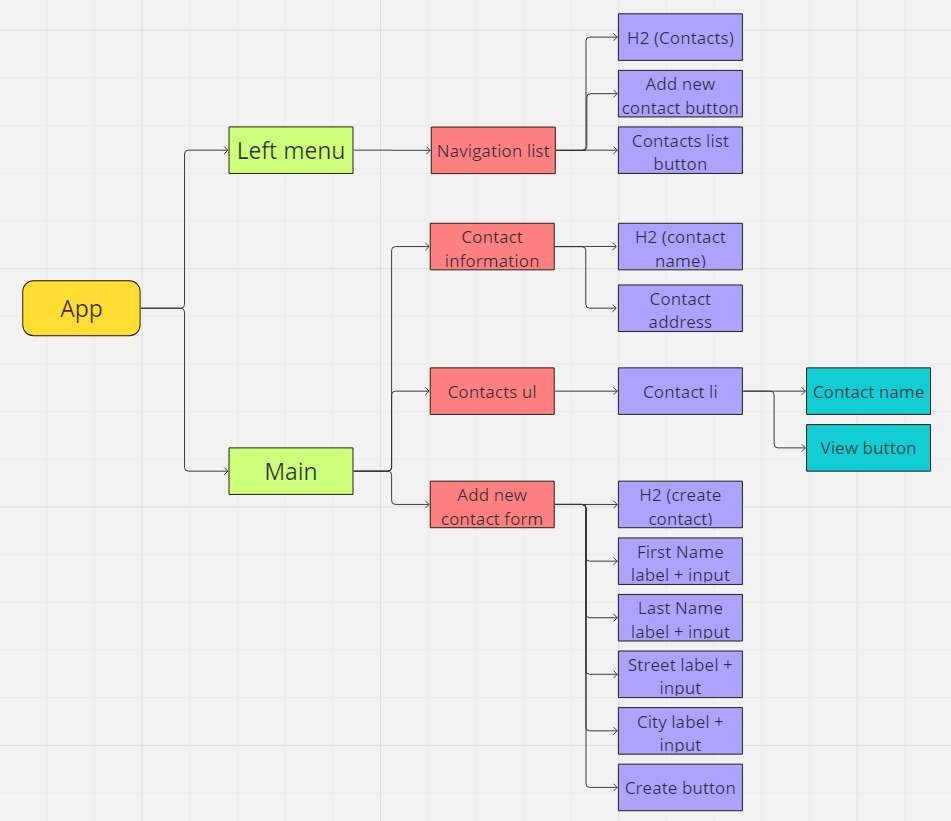 H2 (Contacts)
Add new
contact button
Left menu
Navigation list
Contacts list
button
Contact
information
H2 (contact
name)
App
Contact
address
Contacts ul
Contact li
Contact name
View button
Main
Add new
contact form
H2 (create
contact)
First Name
label + input
Last Name
label + input
Street label +
input
City label +
input
Create button